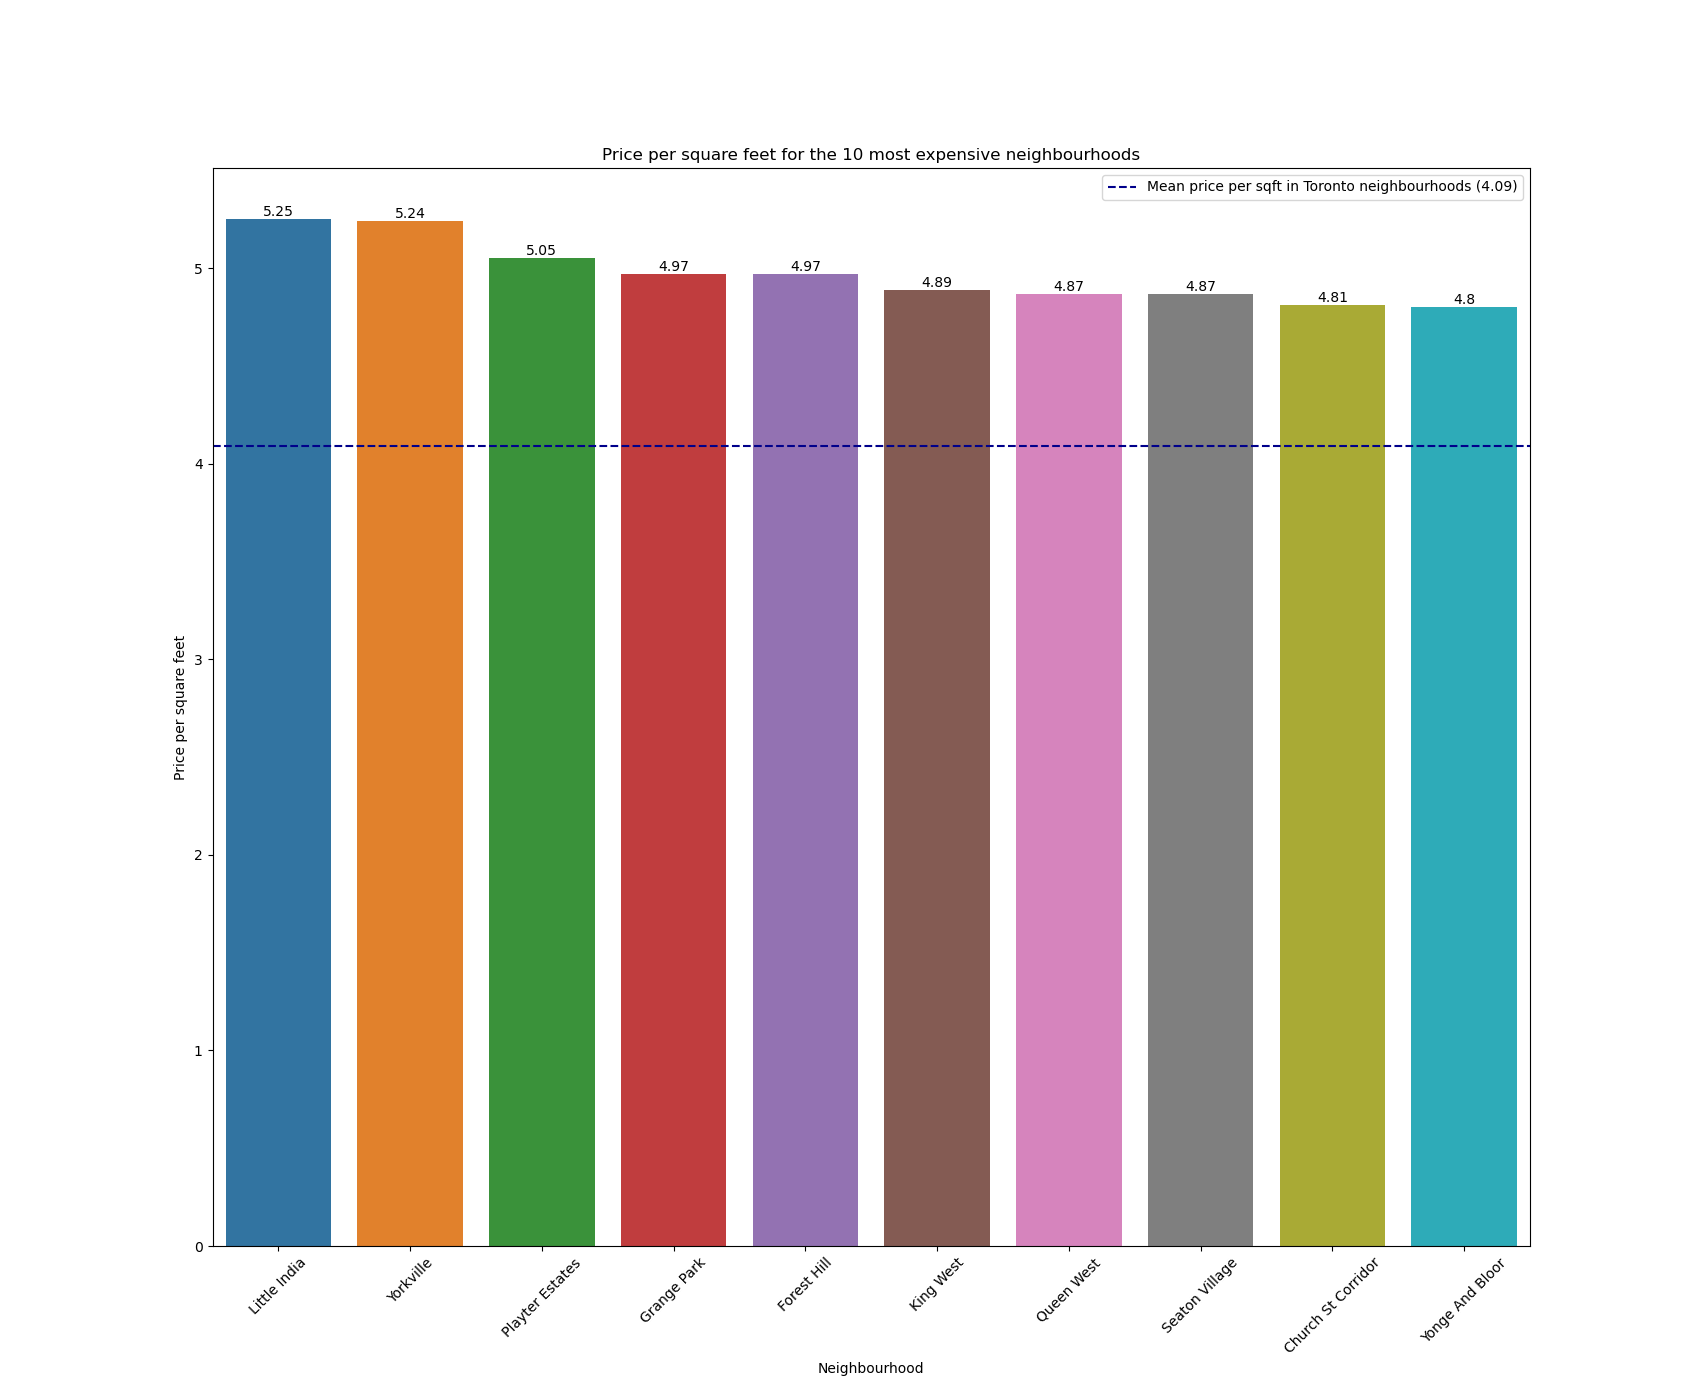 Price per square feet for the 10 most expensive neighbourhoods
Mean price per sqft in Toronto neighbourhoods (4.09)
5.25
5.24
5.05
4.97
4.97
4.89
4.87
4.87
4.81
4.8
Price per square feet
5
4
3
2
1
0
Little India
Yorkville
Playter Estates
Grange Park
Forest Hill
King West
Queen West
Seaton Village
Church St Corridor
Yonge And Bloor
Neighbourhood